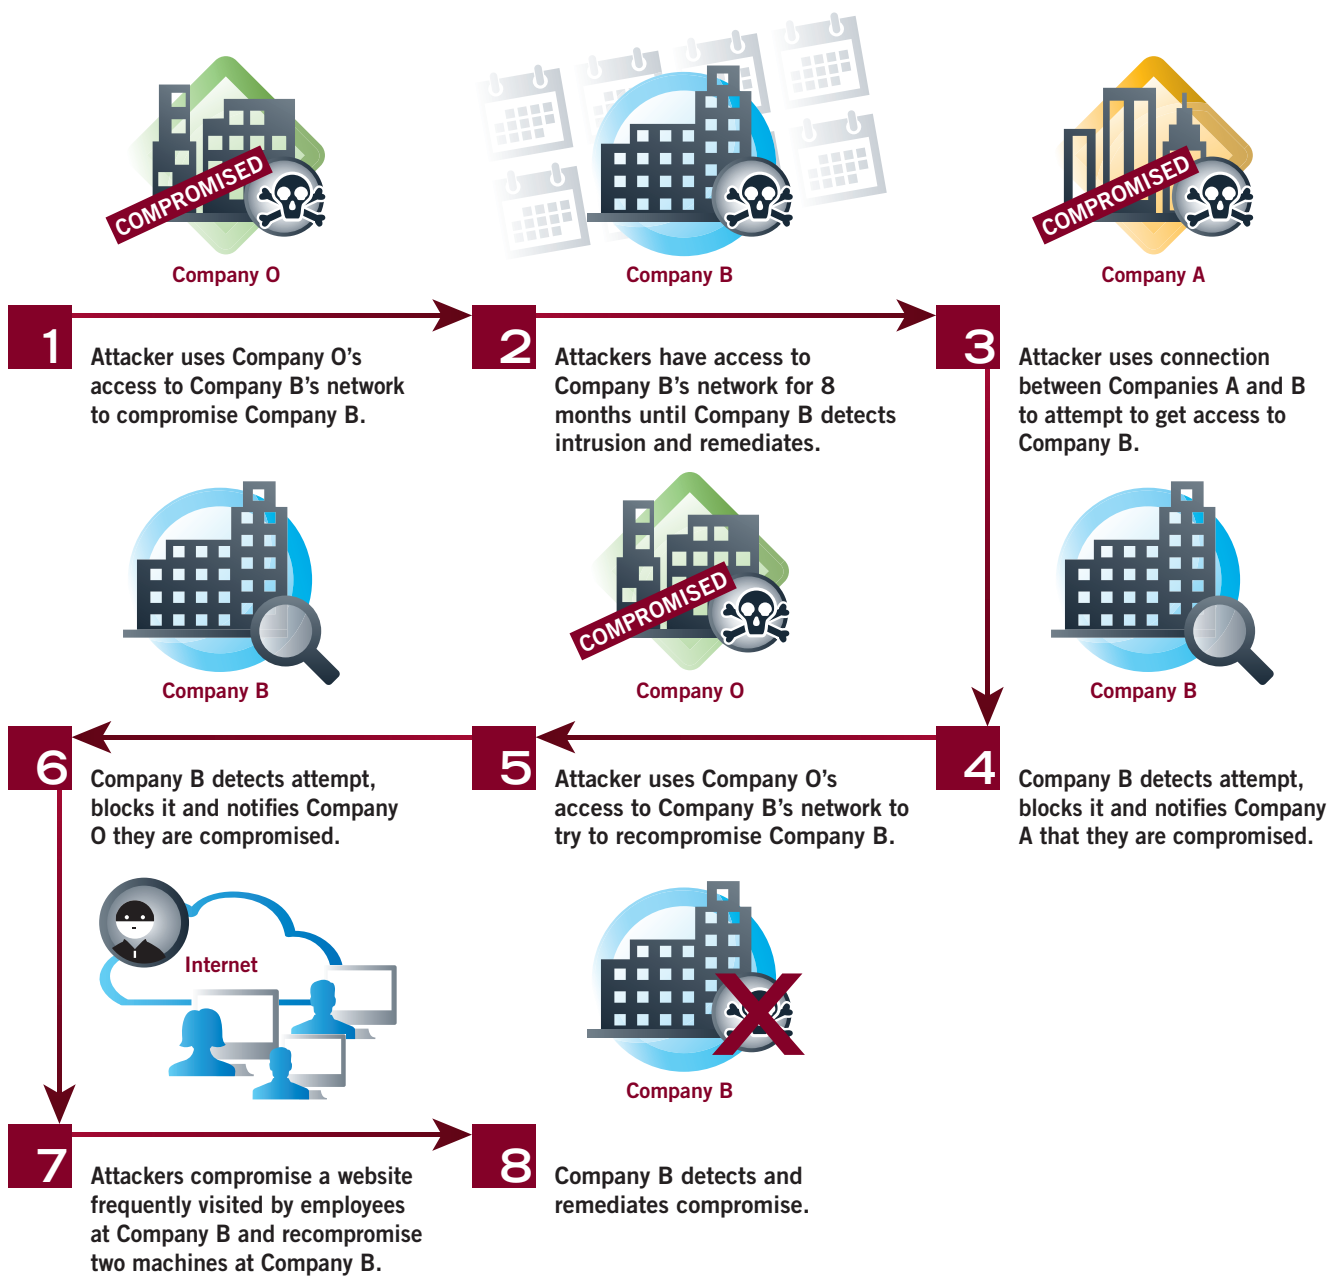 COMPROMISED
Company O
Company B
COMPROMISED
Company A
1
Attacker uses Company O's
access to Company B's network
to compromise Company B.
2
Attackers have access to
Company B's network for 8
months until Company B detects
intrusion and remediates.
3
Attacker uses connection
between Companies A and B
to attempt to get access to
Company B.
Company B
4
Company B detects attempt,
blocks it and notifies Company
A that they are compromised.
COMPROMISED
Company O
5
Attacker uses Company O's
access to Company B's network to
try to recompromise Company B.
Company B
6
Company B detects attempt,
blocks it and notifies Company
O they are compromised.
Internet
7
Attackers compromise a website
frequently visited by employees
at Company B and recompromise
two machines at Company B.
X
Company B
8
Company B detects and
remediates compromise.